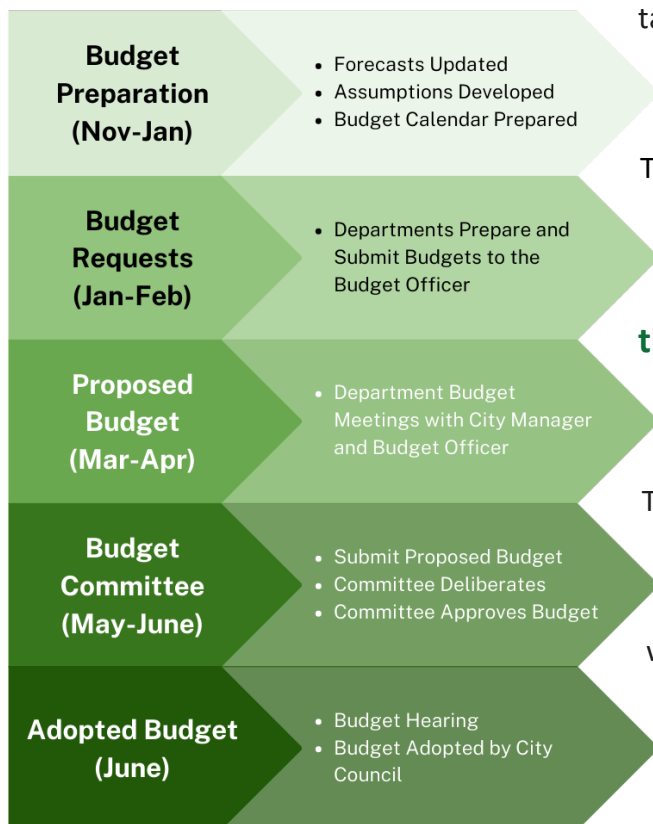 Budget
Preparation
(Nov-Jan)
• Forecasts Updated
• Assumptions Developed
• Budget Calendar Prepared
Budget
Requests
(Jan-Feb)
• Departments Prepare and
Submit Budgets to the
Budget Officer
Proposed
Budget
(Mar-Apr)
• Department Budget
Meetings with City Manager
and Budget Officer
Budget
Committee
(May-June)
• Submit Proposed Budget
• Committee Deliberates
• Committee Approves Budget
Adopted Budget
(June)
• Budget Hearing
• Budget Adopted by City
Council